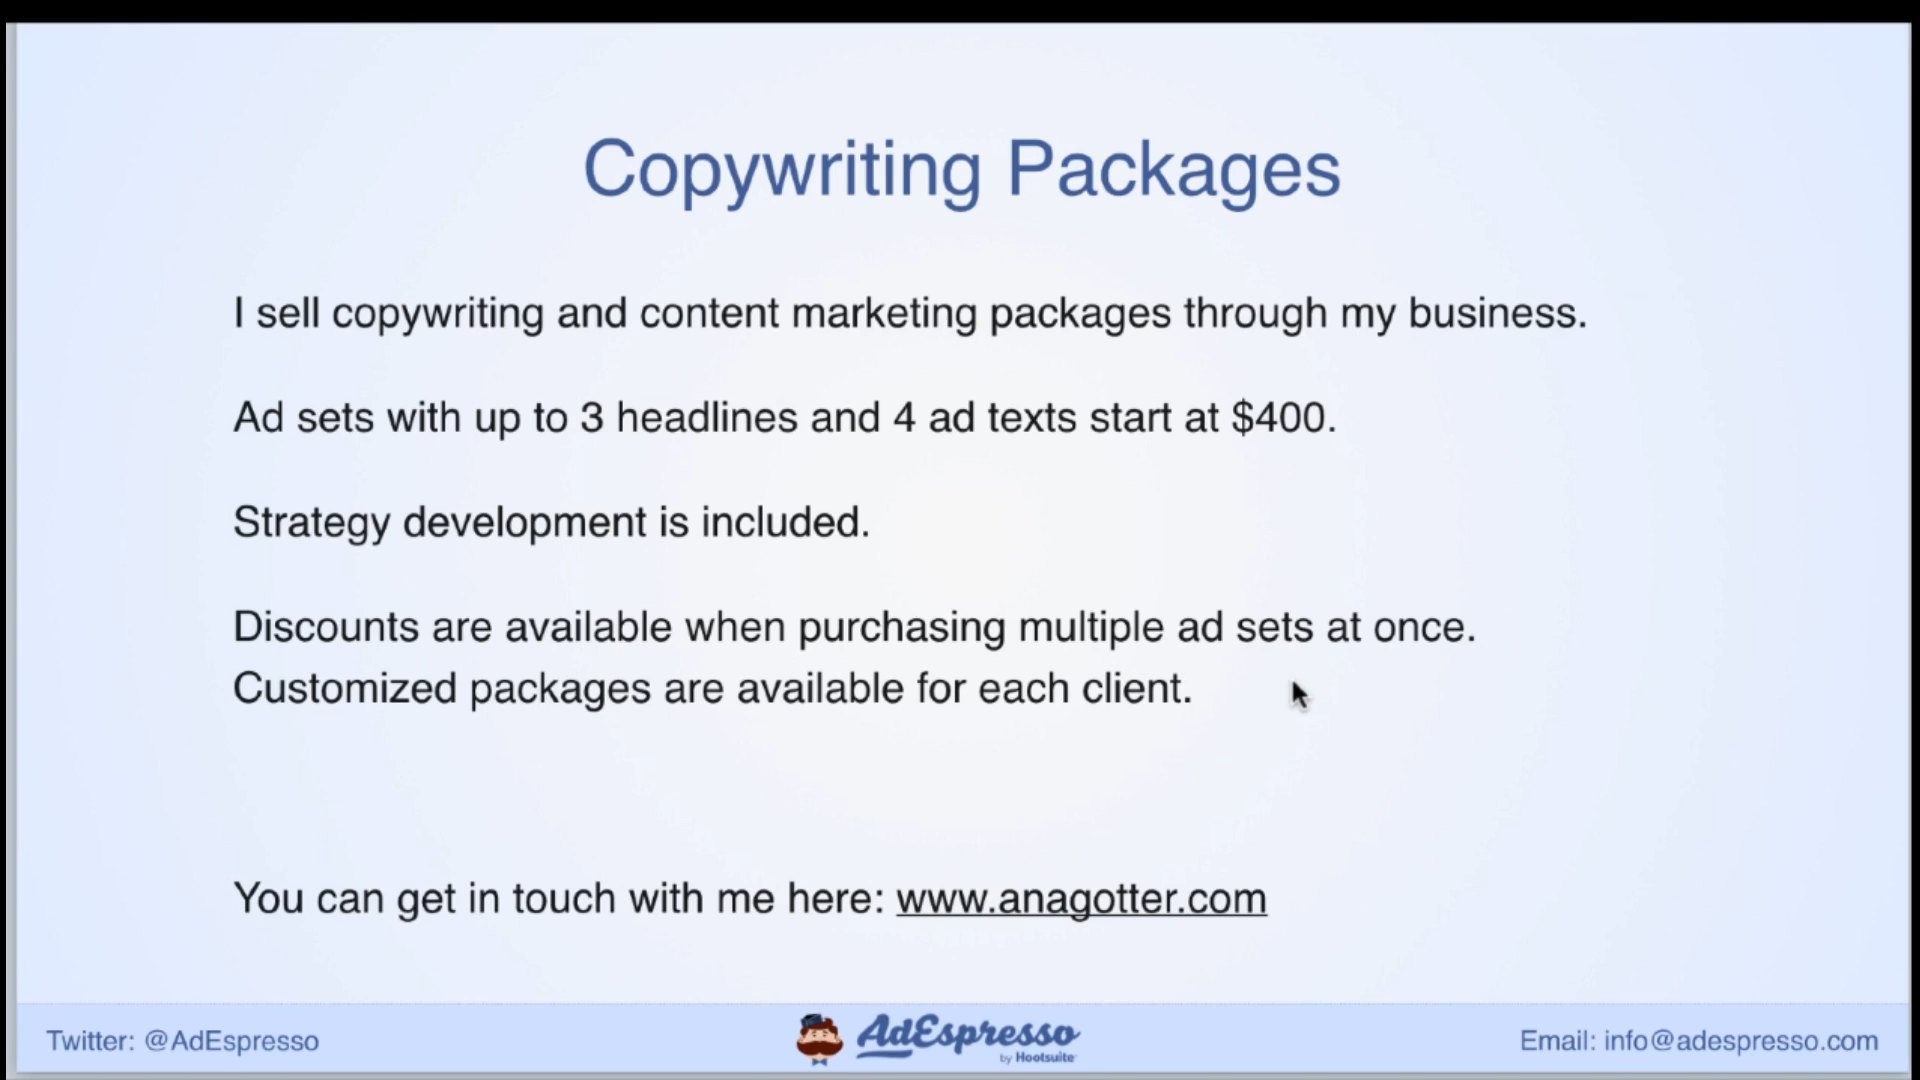 Copywriting Packages
I sell copywriting and content marketing packages through my business.
Ad sets with up to 3 headlines and 4 ad texts start at $400.
Strategy development is included.
Discounts are available when purchasing multiple ad sets at once.
Customized packages are available for each client.
You can get in touch with me here: www.anagotter.com
Twitter: @AdEspresso
AdEspresso
by Hootsuite
Email: info@adespresso.com